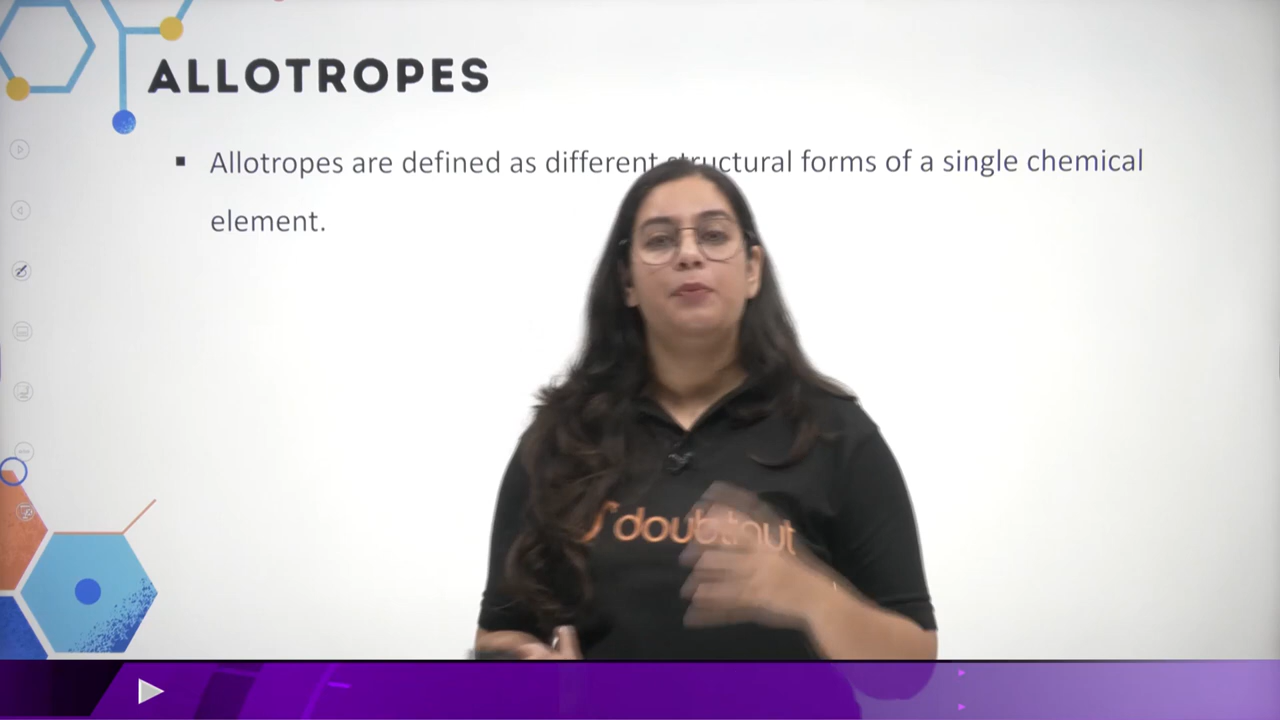 ALLOTROPES
▪ Allotropes are defined as different structural forms of a single chemical
element.
doubtnut